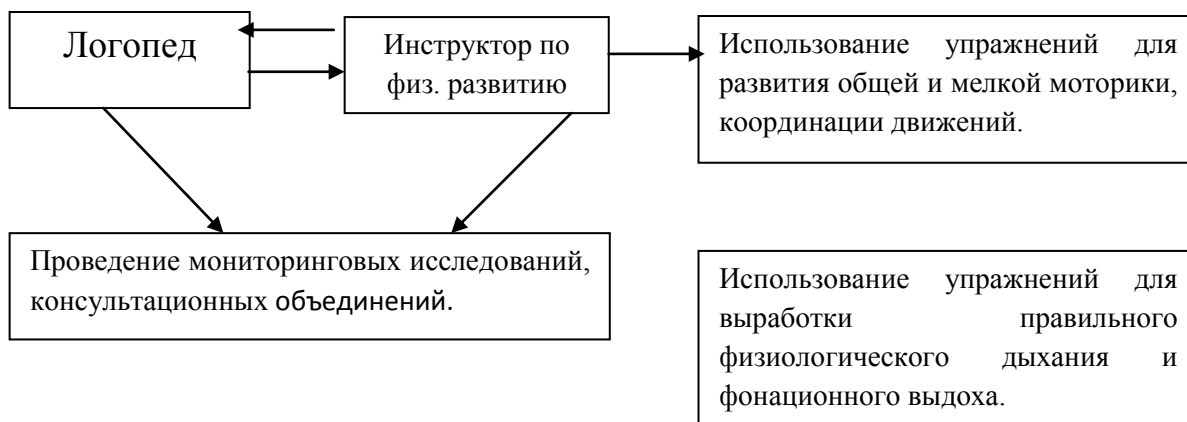 Логопед
Инструктор по
физ. развитию
Использование упражнений для
развития общей и мелкой моторики,
координации движений.
Проведение мониторинговых исследований,
консультационных объединений.
Использование упражнений для
выработки правильного
физиологического дыхания и
фонационного выдоха.